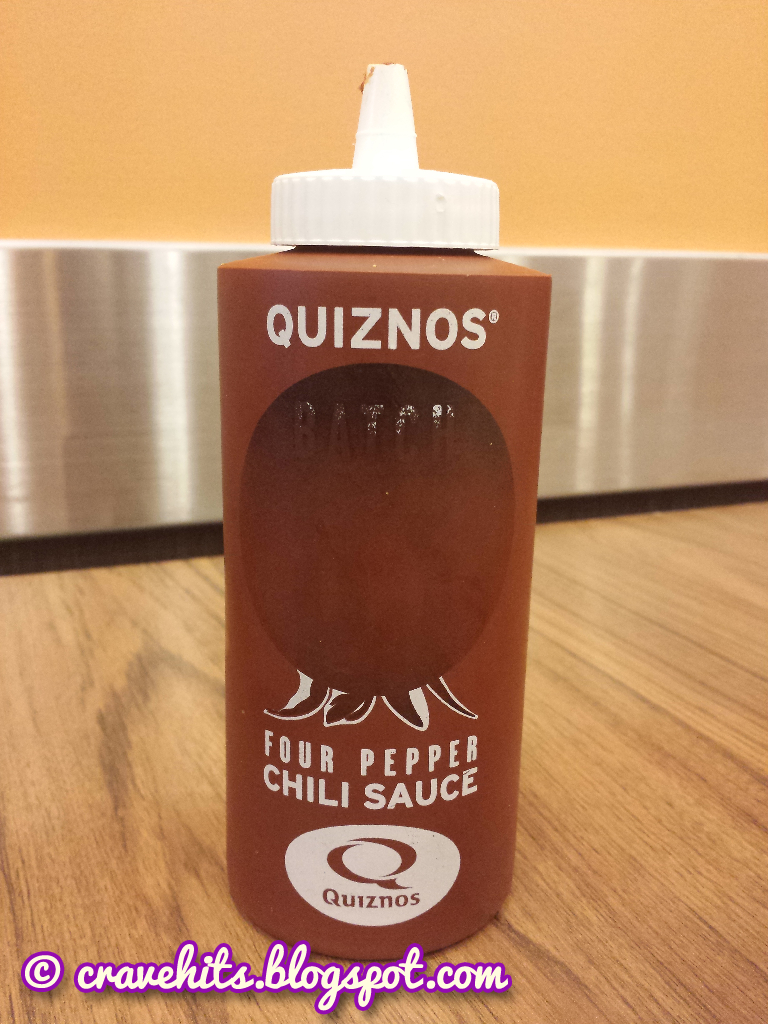 QUIZNOS®
BATCH
FOUR PEPPER
CHILI SAUCE
Q
Quiznos
© cravehits.blogspot.com